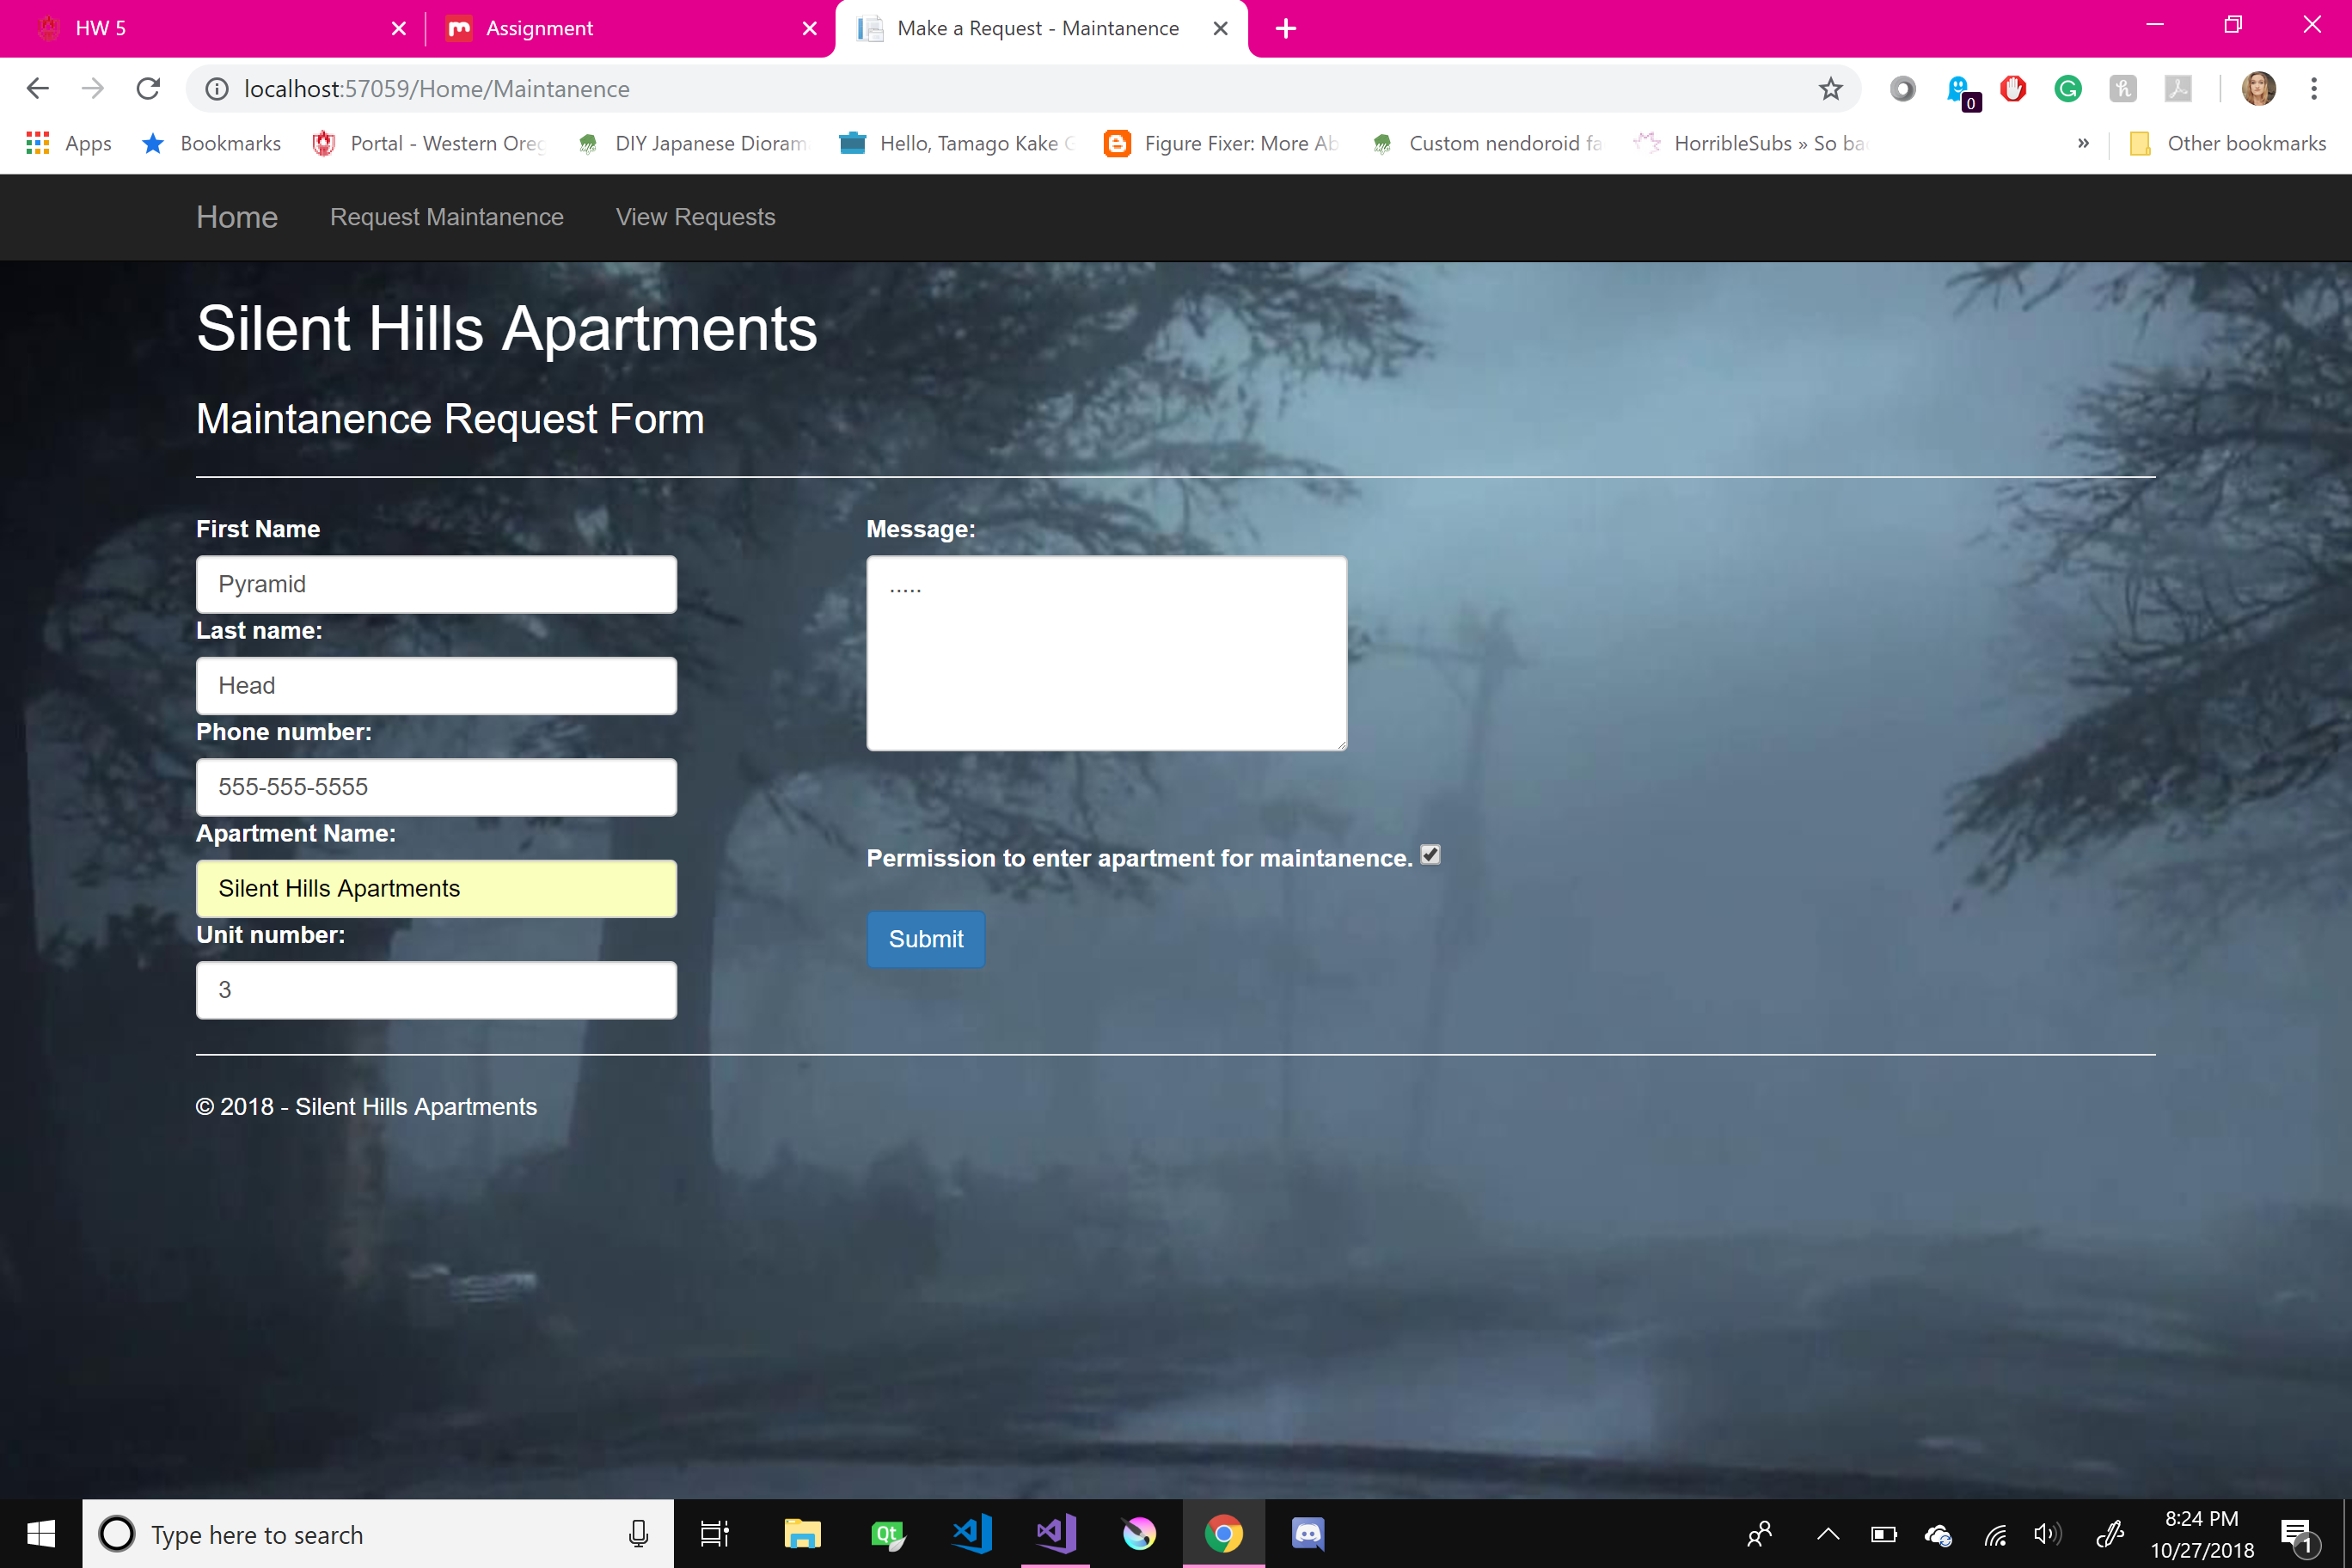 HW 5
Assignment
Make a Request - Maintanence
localhost:57059/Home/Maintanence
0
Apps
Bookmarks
Portal - Western Oreg
DIY Japanese Dioram
Hello, Tamago Kake G
Figure Fixer: More Ab
Custom nendoroid fa
HorribleSubs » So ba
»
Other bookmarks
Home
Request Maintanence
View Requests
Silent Hills Apartments
Maintanence Request Form
First Name
Pyramid
Last name:
Head
Phone number:
555-555-5555
Apartment Name:
Silent Hills Apartments
Unit number:
3
Message:
.....
Permission to enter apartment for maintanence.
Submit
© 2018 - Silent Hills Apartments
Type here to search
Qt
8:24 PM
10/27/2018
1